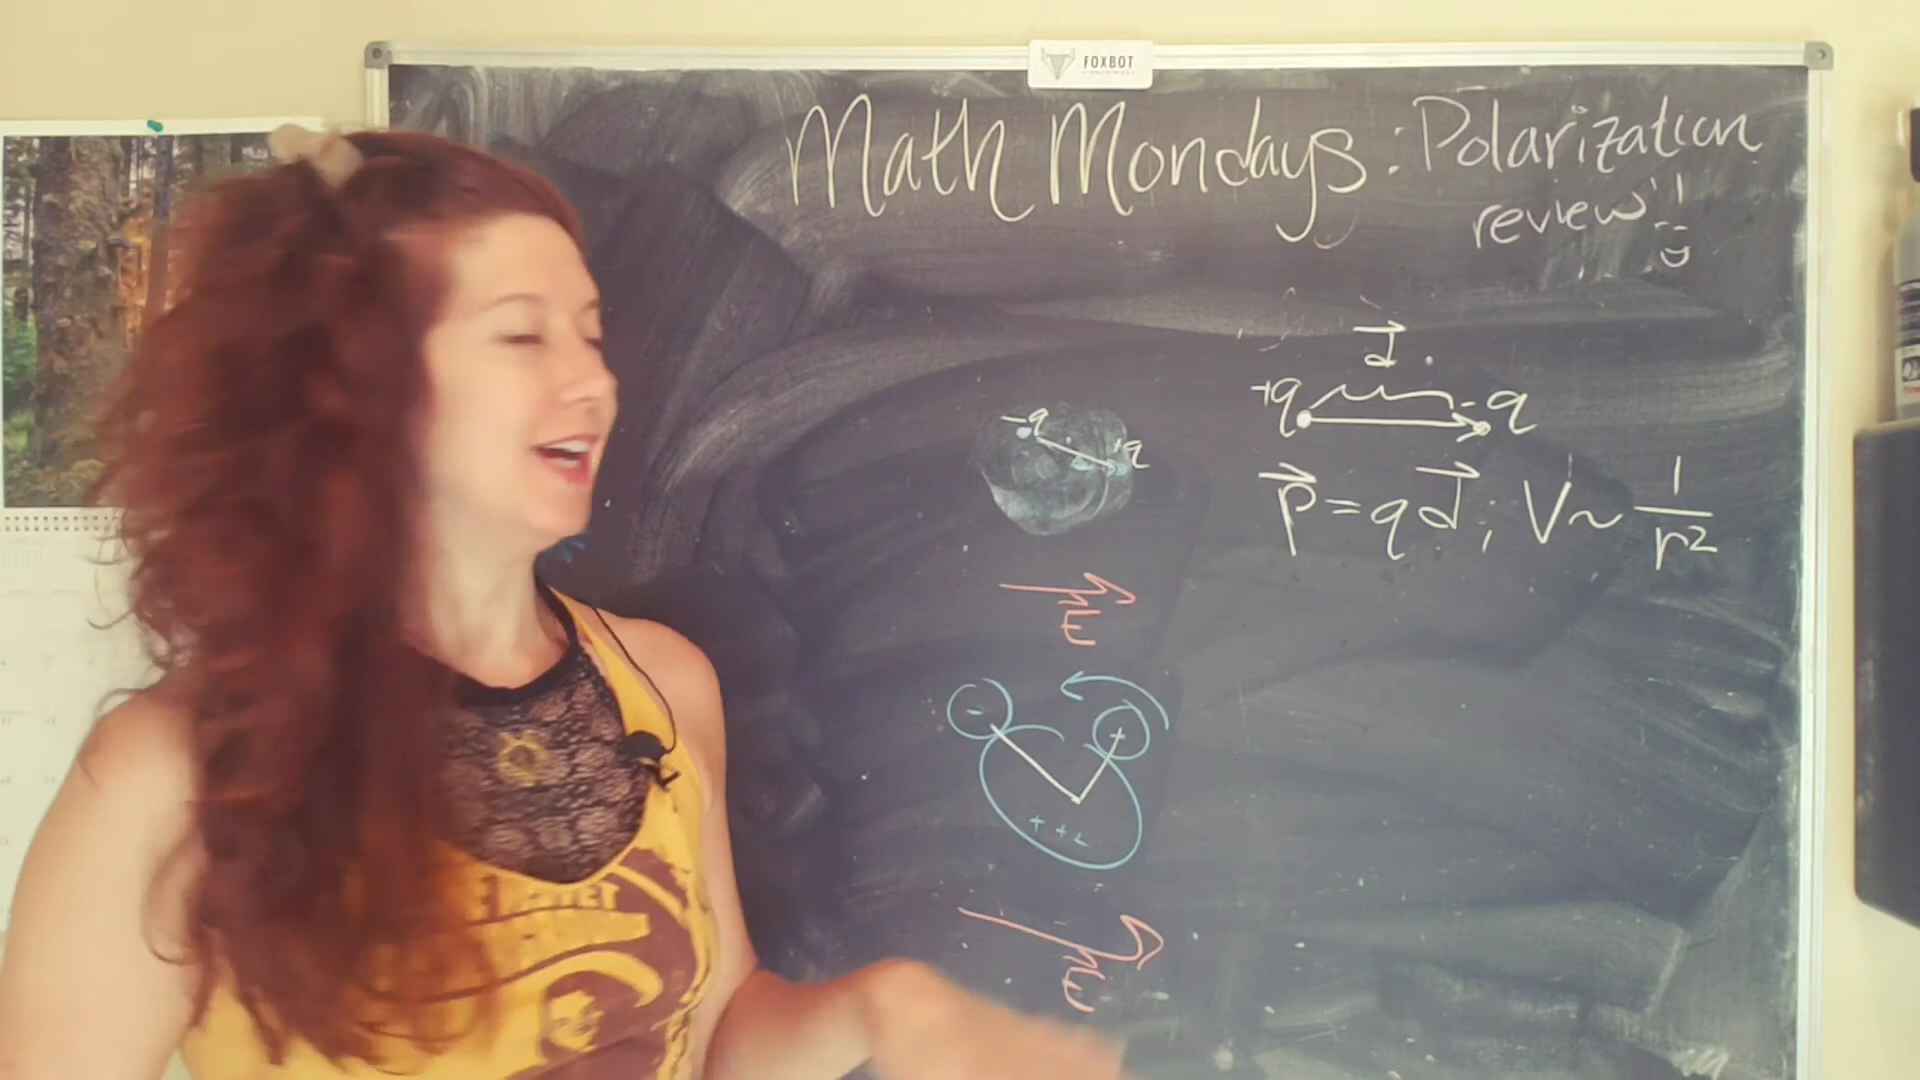 FOXBOT
Math Mondays: Polarization
review!!
d
+q -q
-q +q
p = qd; V ~ 1/r²
E
- +
+ + +
E